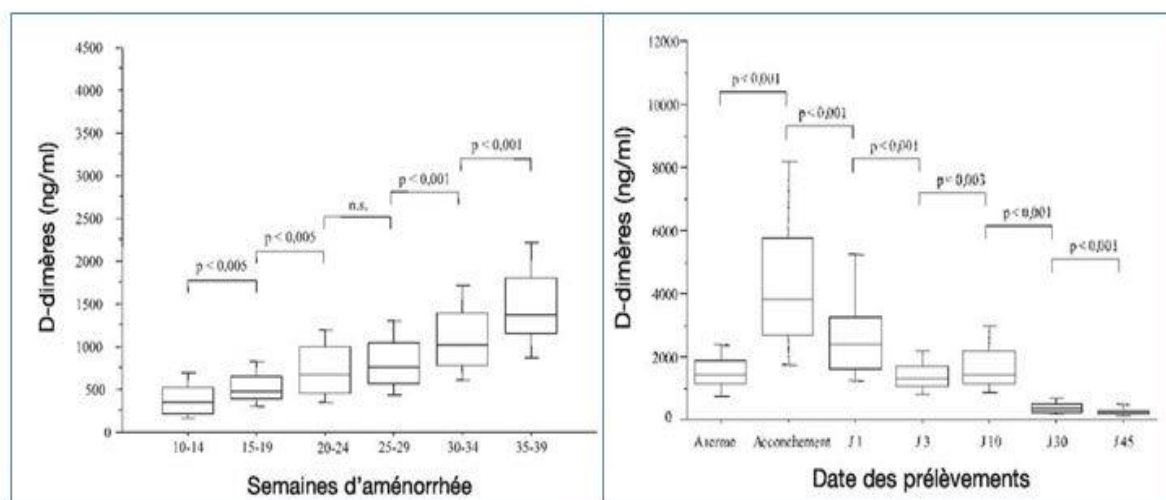 4500
4000
3500
3000
2500
2000
1500
1000
500
0
D-dimères (ng/ml)
p < 0,005
p < 0,005
n.s.
p < 0,001
p < 0,001
10-14 15-19 20-24 25-29 30-34 35-39
Semaines d'aménorrhée
12000
10000
8000
6000
4000
2000
0
D-dimères (ng/ml)
p < 0,001
p < 0,001
p < 0,001
p < 0,003
p < 0,001
p < 0,001
A terme Accouchement J1 J3 J10 J30 J45
Date des prélèvements